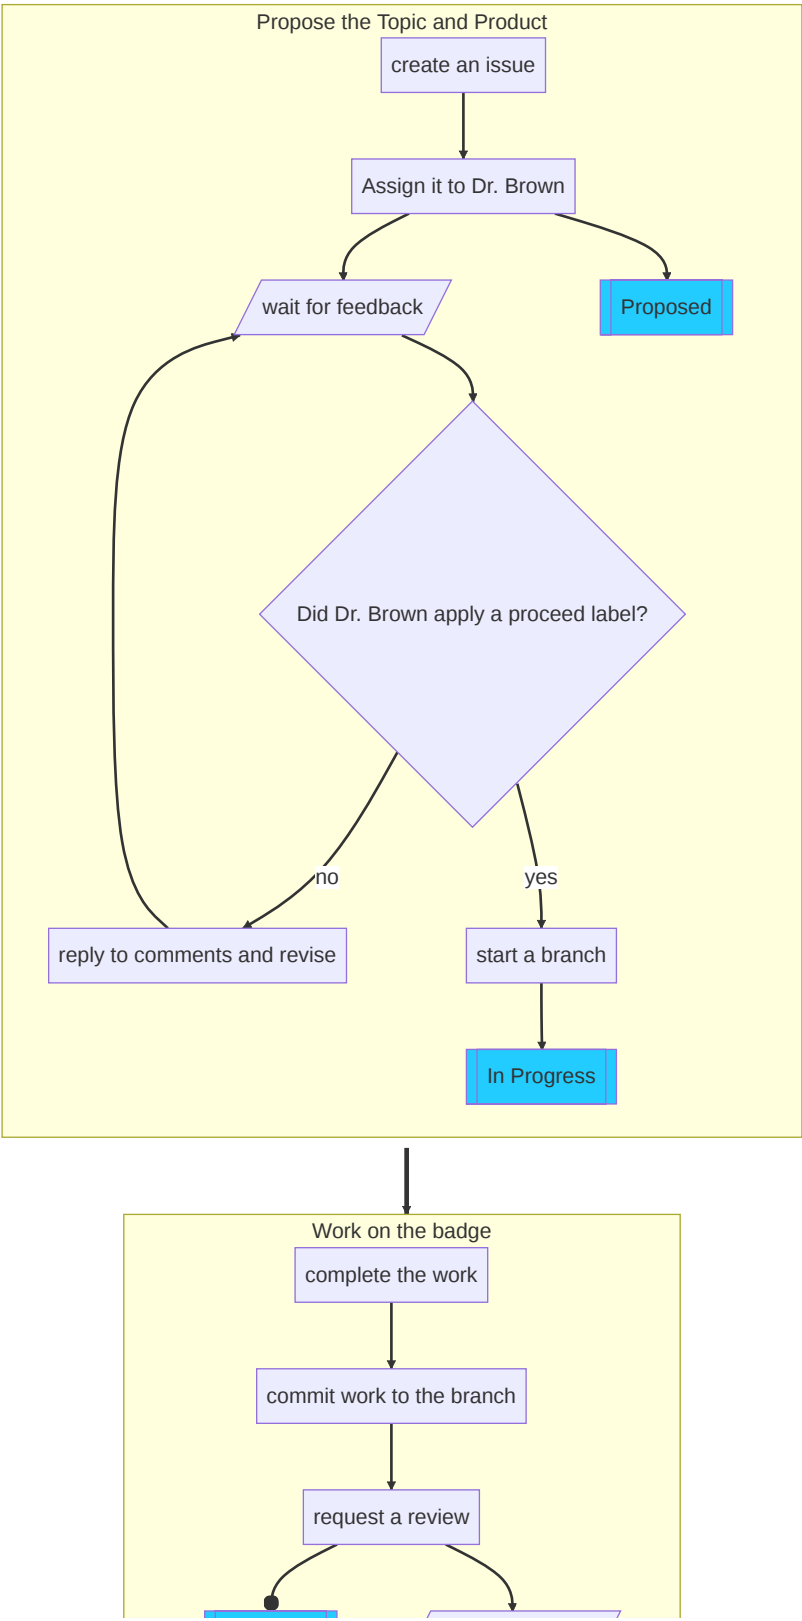 Propose the Topic and Product
create an issue
Assign it to Dr. Brown
wait for feedback
Proposed
Did Dr. Brown apply a proceed label?
no
yes
reply to comments and revise
start a branch
In Progress
Work on the badge
complete the work
commit work to the branch
request a review